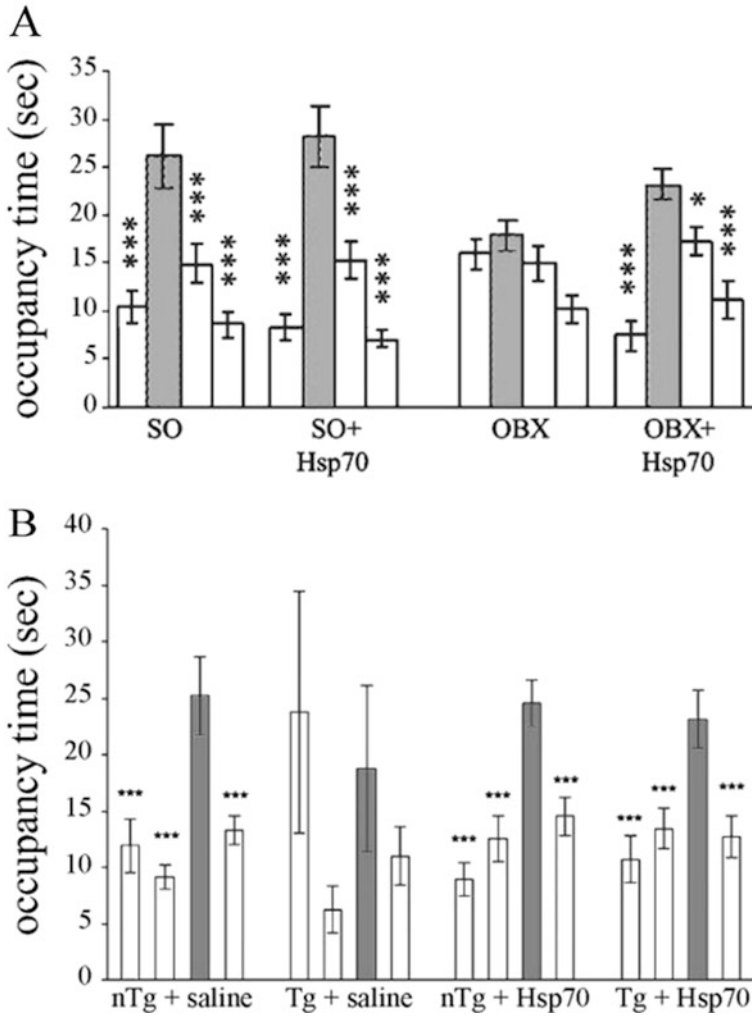 A
occupancy time (sec)
35
30
25
20
15
10
5
0
***
***
***
***
***
***
***
*
***
SO
SO+
Hsp70
OBX
OBX+
Hsp70
B
occupancy time (sec)
40
35
30
25
20
15
10
5
0
***
***
***
***
***
***
***
***
***
nTg + saline
Tg + saline
nTg + Hsp70
Tg + Hsp70